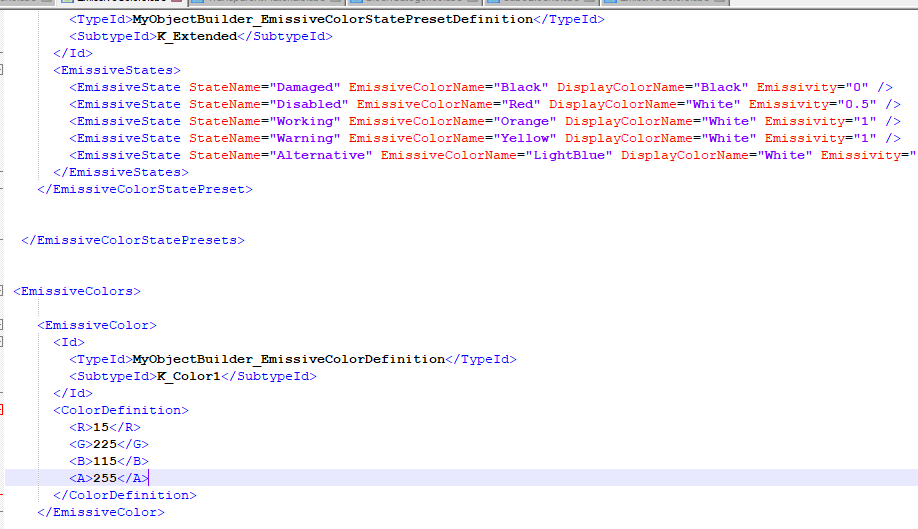 <TypeId>MyObjectBuilder_EmissiveColorStatePresetDefinition</TypeId>
<SubtypeId>K_Extended</SubtypeId>
</Id>
<EmissiveStates>
<EmissiveState StateName="Damaged" EmissiveColorName="Black" DisplayColorName="Black" Emissivity="0" />
<EmissiveState StateName="Disabled" EmissiveColorName="Red" DisplayColorName="White" Emissivity="0.5" />
<EmissiveState StateName="Working" EmissiveColorName="Orange" DisplayColorName="White" Emissivity="1" />
<EmissiveState StateName="Warning" EmissiveColorName="Yellow" DisplayColorName="White" Emissivity="1" />
<EmissiveState StateName="Alternative" EmissiveColorName="LightBlue" DisplayColorName="White" Emissivity="
</EmissiveStates>
</EmissiveColorStatePreset>
</EmissiveColorStatePresets>
<EmissiveColors>
<EmissiveColor>
<Id>
<TypeId>MyObjectBuilder_EmissiveColorDefinition</TypeId>
<SubtypeId>K_Color1</SubtypeId>
</Id>
<ColorDefinition>
<R>15</R>
<G>225</G>
<B>115</B>
<A>255</A>
</ColorDefinition>
</EmissiveColor>